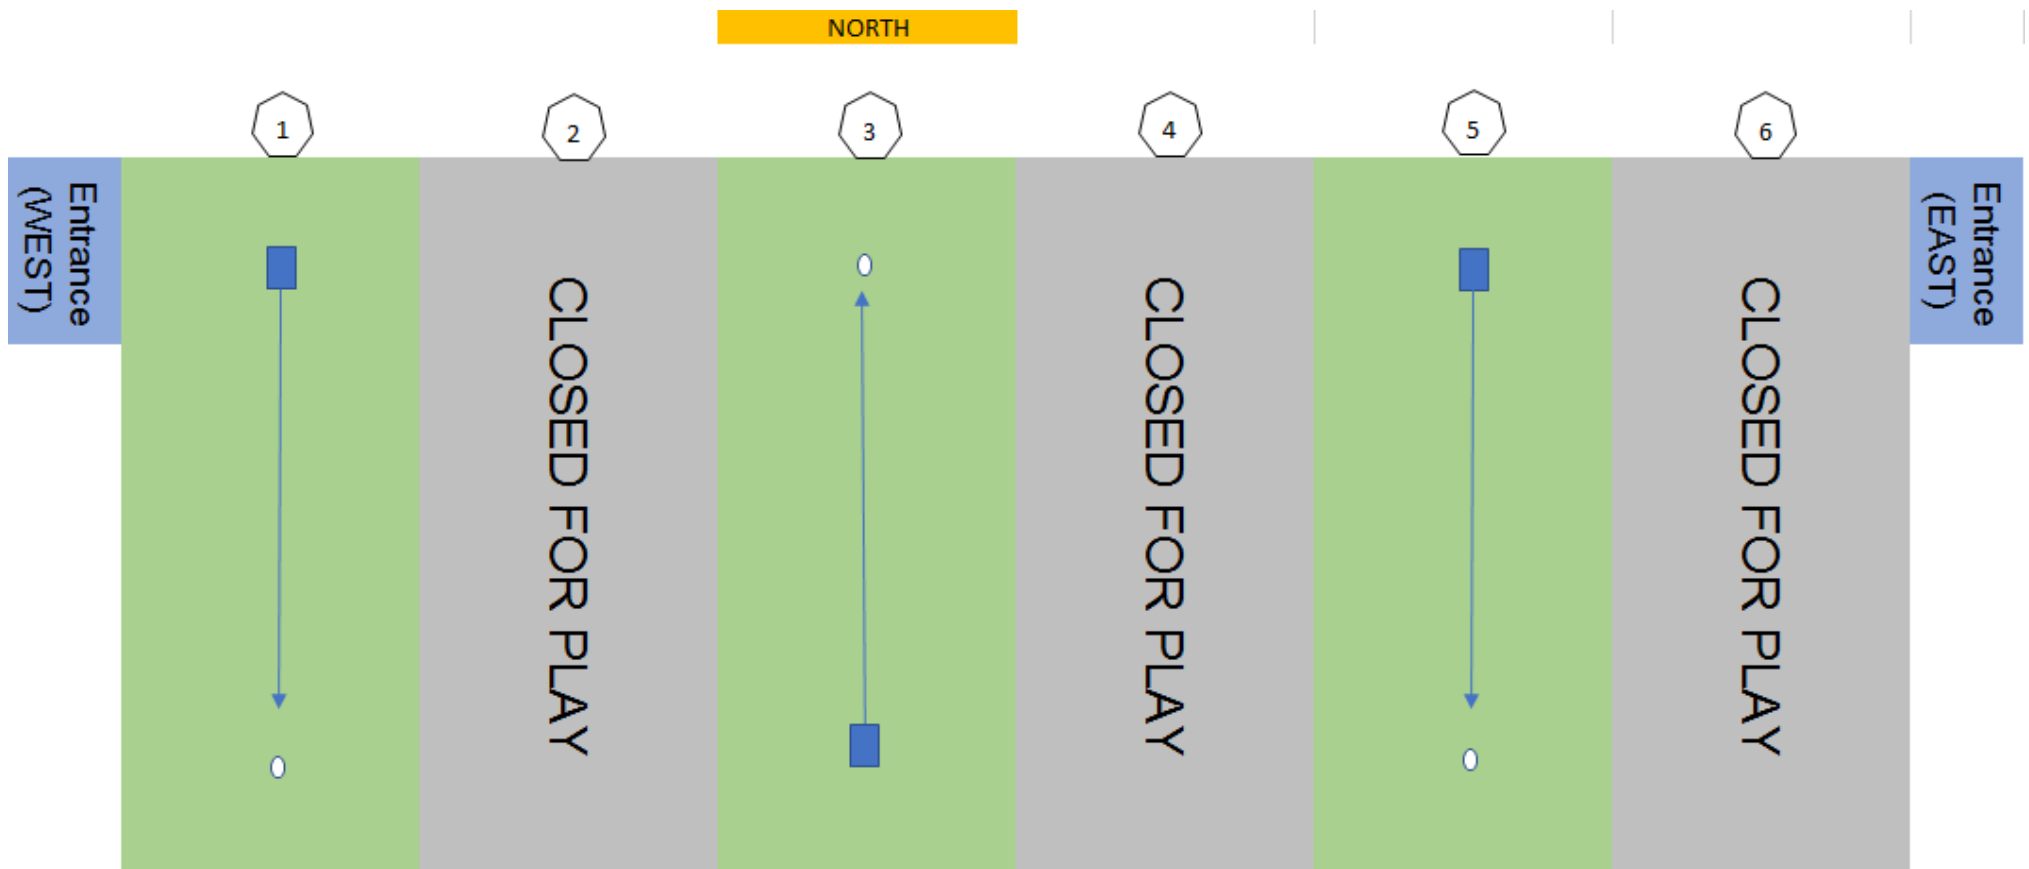 NORTH
1
2
3
4
5
6
Entrance
(WEST)
CLOSED FOR PLAY
CLOSED FOR PLAY
CLOSED FOR PLAY
Entrance
(EAST)